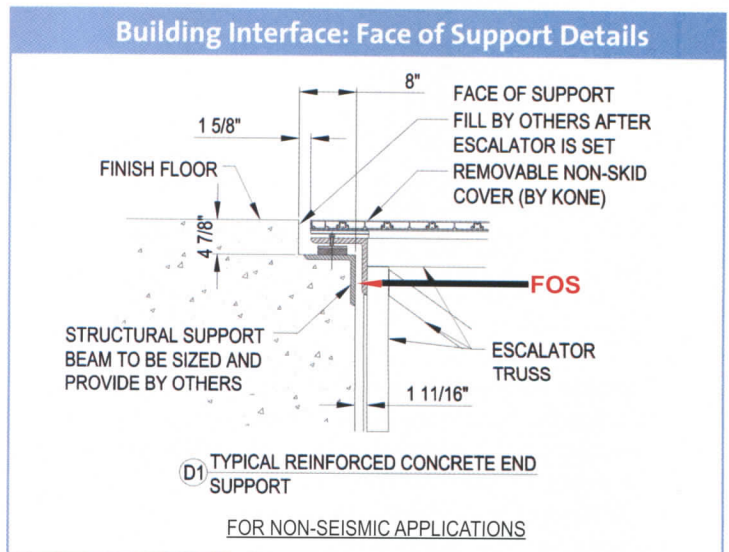 Building Interface: Face of Support Details
8"
FACE OF SUPPORT
FILL BY OTHERS AFTER
ESCALATOR IS SET
REMOVABLE NON-SKID
COVER (BY KONE)
1 5/8"
FINISH FLOOR
4 7/8"
FOS
STRUCTURAL SUPPORT
BEAM TO BE SIZED AND
PROVIDE BY OTHERS
ESCALATOR
TRUSS
1 11/16"
D1 TYPICAL REINFORCED CONCRETE END
SUPPORT
FOR NON-SEISMIC APPLICATIONS